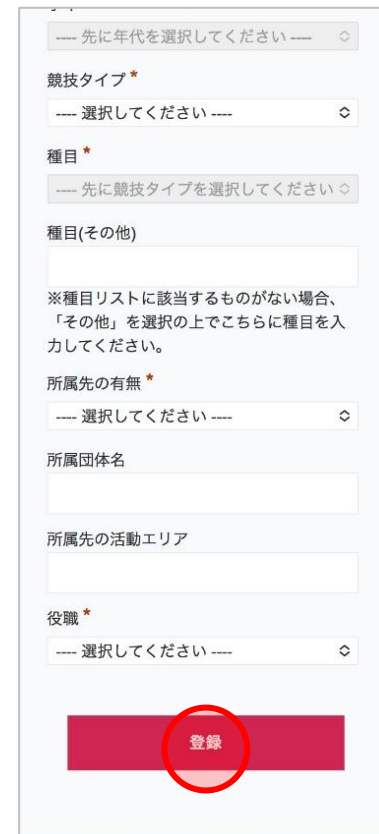 ---- 先に年代を選択してください ----
競技タイプ *
---- 選択してください ----
種目 *
---- 先に競技タイプを選択してください
種目(その他)
※種目リストに該当するものがない場合、
「その他」を選択の上でこちらに種目を入
力してください。
所属先の有無 *
---- 選択してください ----
所属団体名
所属先の活動エリア
役職 *
---- 選択してください ----
登録